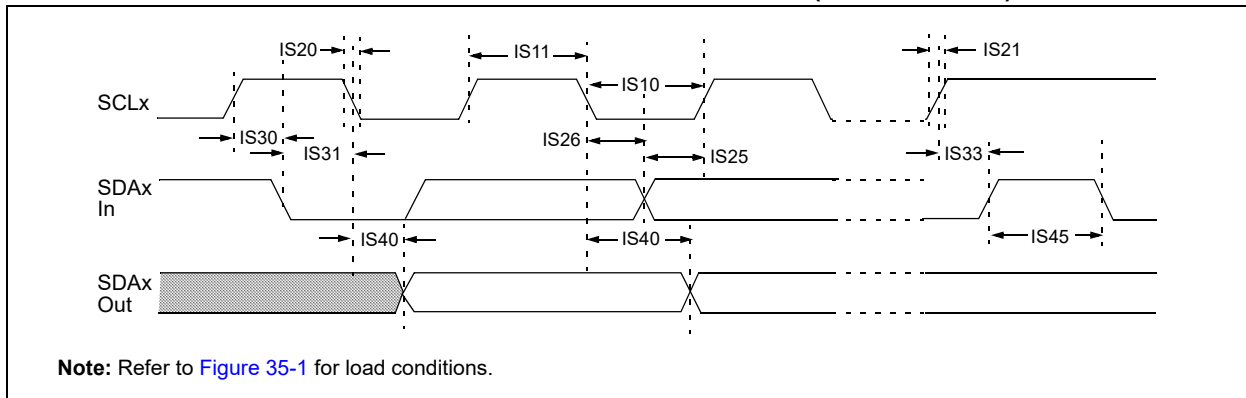 IS20
IS11
IS21
IS10
SCLx
IS30
IS26
IS31
IS25
IS33
SDAx
In
IS40
IS40
IS45
SDAx
Out
Note: Refer to Figure 35-1 for load conditions.